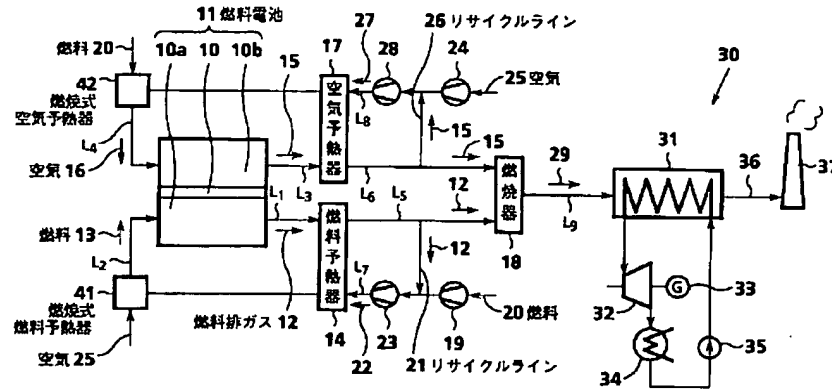 11 燃料電池
10a 10 10b
燃料 20
42
燃焼式
空気予熱器
L4
空気 16
燃料 13
L2
41
燃焼式
燃料予熱器
空気 25
15
L3
L1
燃料排ガス 12
17
空気予熱器
27
28
26 リサイクルライン
24
25 空気
L8
15
L6
15
L5
12
12
燃料予熱器
14
L7
22
23
19
20 燃料
21 リサイクルライン
燃焼器
18
29
L9
30
31
36
37
32
G
33
34
35